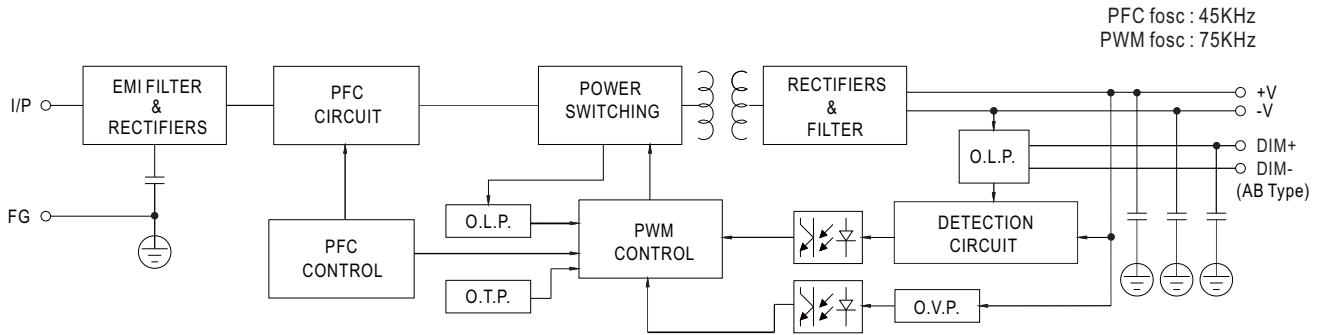 PFC fosc : 45KHz
PWM fosc : 75KHz
I/P
EMI FILTER
&
RECTIFIERS
PFC
CIRCUIT
POWER
SWITCHING
RECTIFIERS
&
FILTER
+V
-V
DIM+
DIM-
(AB Type)
O.L.P.
FG
O.L.P.
PFC
CONTROL
PWM
CONTROL
DETECTION
CIRCUIT
O.T.P.
O.V.P.